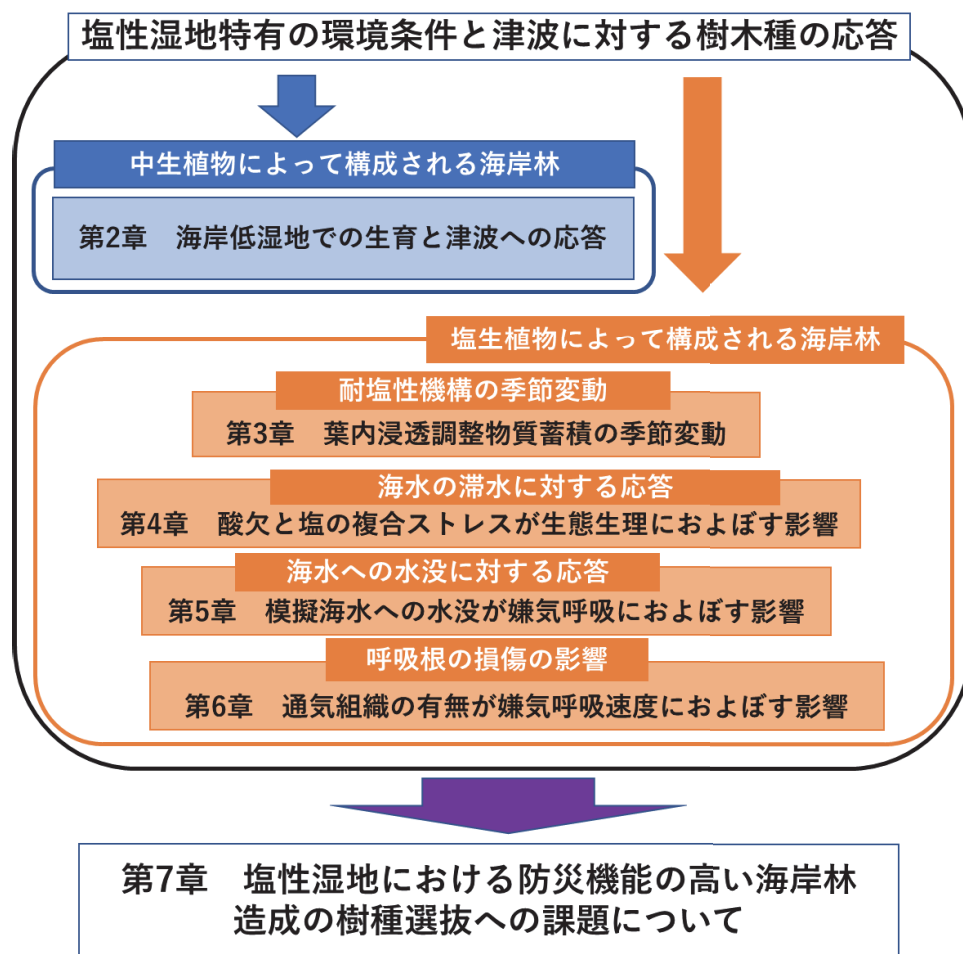 塩性湿地特有の環境条件と津波に対する樹木種の応答
中生植物によって構成される海岸林
第2章　海岸低湿地での生育と津波への応答
塩生植物によって構成される海岸林
耐塩性機構の季節変動
第3章　葉内浸透調整物質蓄積の季節変動
海水の滞水に対する応答
第4章　酸欠と塩の複合ストレスが生態生理におよぼす影響
海水への水没に対する応答
第5章　模擬海水への水没が嫌気呼吸におよぼす影響
呼吸根の損傷の影響
第6章　通気組織の有無が嫌気呼吸速度におよぼす影響
第7章　塩性湿地における防災機能の高い海岸林
造成の樹種選抜への課題について